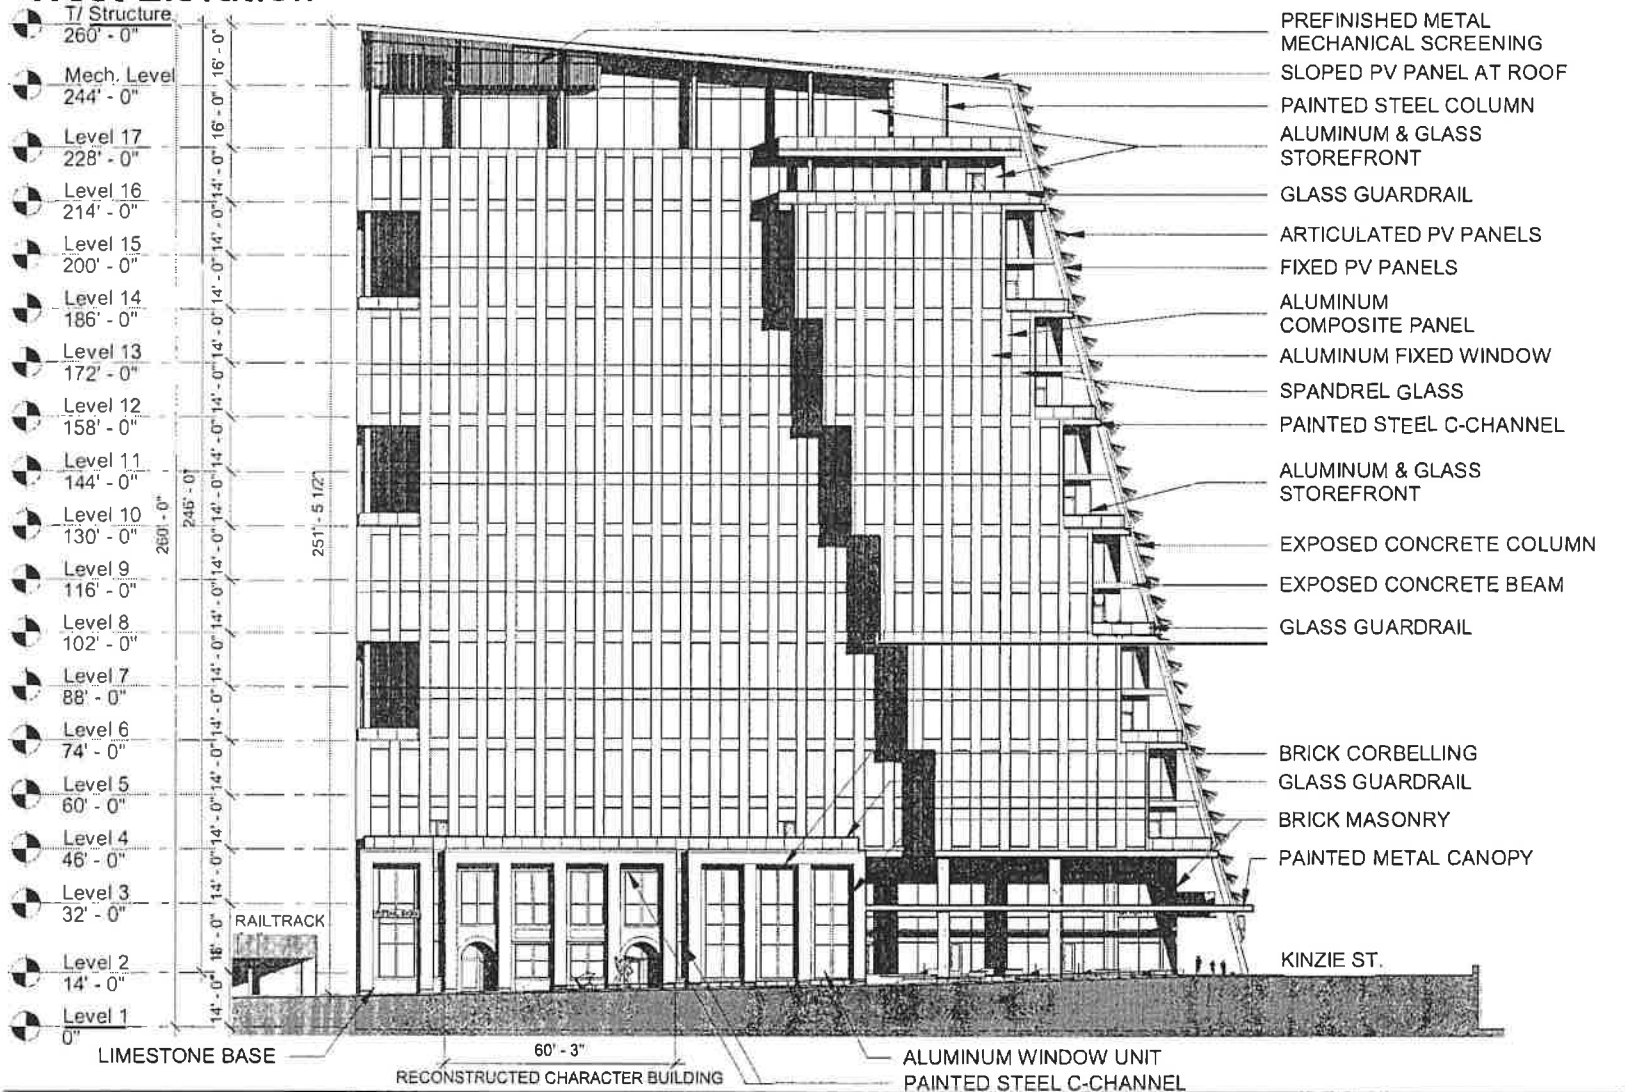 West Elevation
T/ Structure
260' - 0"
Mech. Level
244' - 0"
Level 17
228' - 0"
Level 16
214' - 0"
Level 15
200' - 0"
Level 14
186' - 0"
Level 13
172' - 0"
Level 12
158' - 0"
Level 11
144' - 0"
Level 10
130' - 0"
Level 9
116' - 0"
Level 8
102' - 0"
Level 7
88' - 0"
Level 6
74' - 0"
Level 5
60' - 0"
Level 4
46' - 0"
Level 3
32' - 0"
Level 2
14' - 0"
Level 1
0"
260' - 0"
246' - 0"
16' - 0"
16' - 0"
14' - 0"
14' - 0"
14' - 0"
14' - 0"
14' - 0"
14' - 0"
14' - 0"
14' - 0"
14' - 0"
14' - 0"
14' - 0"
14' - 0"
14' - 0"
14' - 0"
18' - 0"
14' - 0"
251' - 5 1/2"
RAILTRACK
PREFINISHED METAL
MECHANICAL SCREENING
SLOPED PV PANEL AT ROOF
PAINTED STEEL COLUMN
ALUMINUM & GLASS
STOREFRONT
GLASS GUARDRAIL
ARTICULATED PV PANELS
FIXED PV PANELS
ALUMINUM
COMPOSITE PANEL
ALUMINUM FIXED WINDOW
SPANDREL GLASS
PAINTED STEEL C-CHANNEL
ALUMINUM & GLASS
STOREFRONT
EXPOSED CONCRETE COLUMN
EXPOSED CONCRETE BEAM
GLASS GUARDRAIL
BRICK CORBELLING
GLASS GUARDRAIL
BRICK MASONRY
PAINTED METAL CANOPY
KINZIE ST.
LIMESTONE BASE
60' - 3"
RECONSTRUCTED CHARACTER BUILDING
ALUMINUM WINDOW UNIT
PAINTED STEEL C-CHANNEL